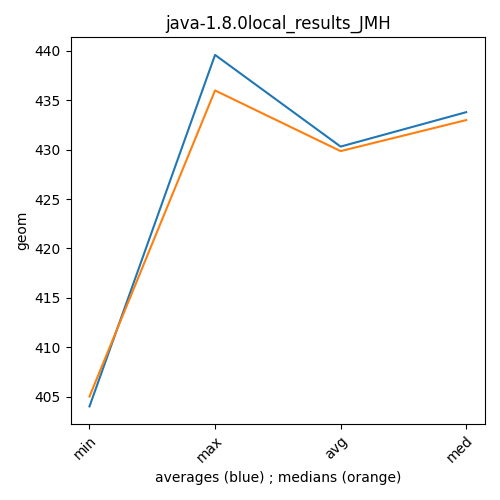 java-1.8.0local_results_JMH
440
435
430
425
420
415
410
405
geom
min
max
avg
med
averages (blue) ; medians (orange)